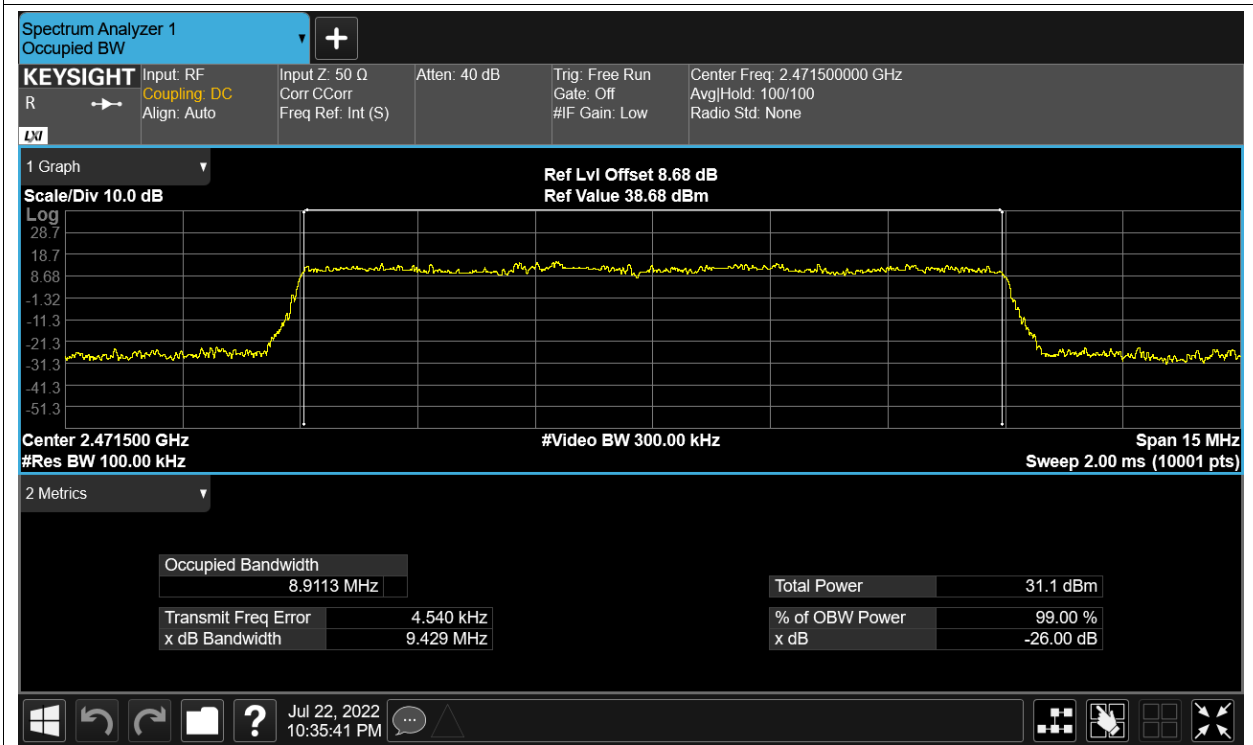 Spectrum Analyzer 1
Occupied BW
KEYSIGHT
R
LXI
Input: RF
Coupling: DC
Align: Auto
Input Z: 50 Ω
Corr CCorr
Freq Ref: Int (S)
Atten: 40 dB
Trig: Free Run
Gate: Off
#IF Gain: Low
Center Freq: 2.471500000 GHz
Avg|Hold: 100/100
Radio Std: None
1 Graph
Scale/Div 10.0 dB
Ref Lvl Offset 8.68 dB
Ref Value 38.68 dBm
Log
28.7
18.7
8.68
-1.32
-11.3
-21.3
-31.3
-41.3
-51.3
Center 2.471500 GHz
#Video BW 300.00 kHz
Span 15 MHz
#Res BW 100.00 kHz
Sweep 2.00 ms (10001 pts)
2 Metrics
Occupied Bandwidth
8.9113 MHz
Total Power 31.1 dBm
Transmit Freq Error 4.540 kHz
% of OBW Power 99.00 %
x dB Bandwidth 9.429 MHz
x dB -26.00 dB
?
Jul 22, 2022
10:35:41 PM